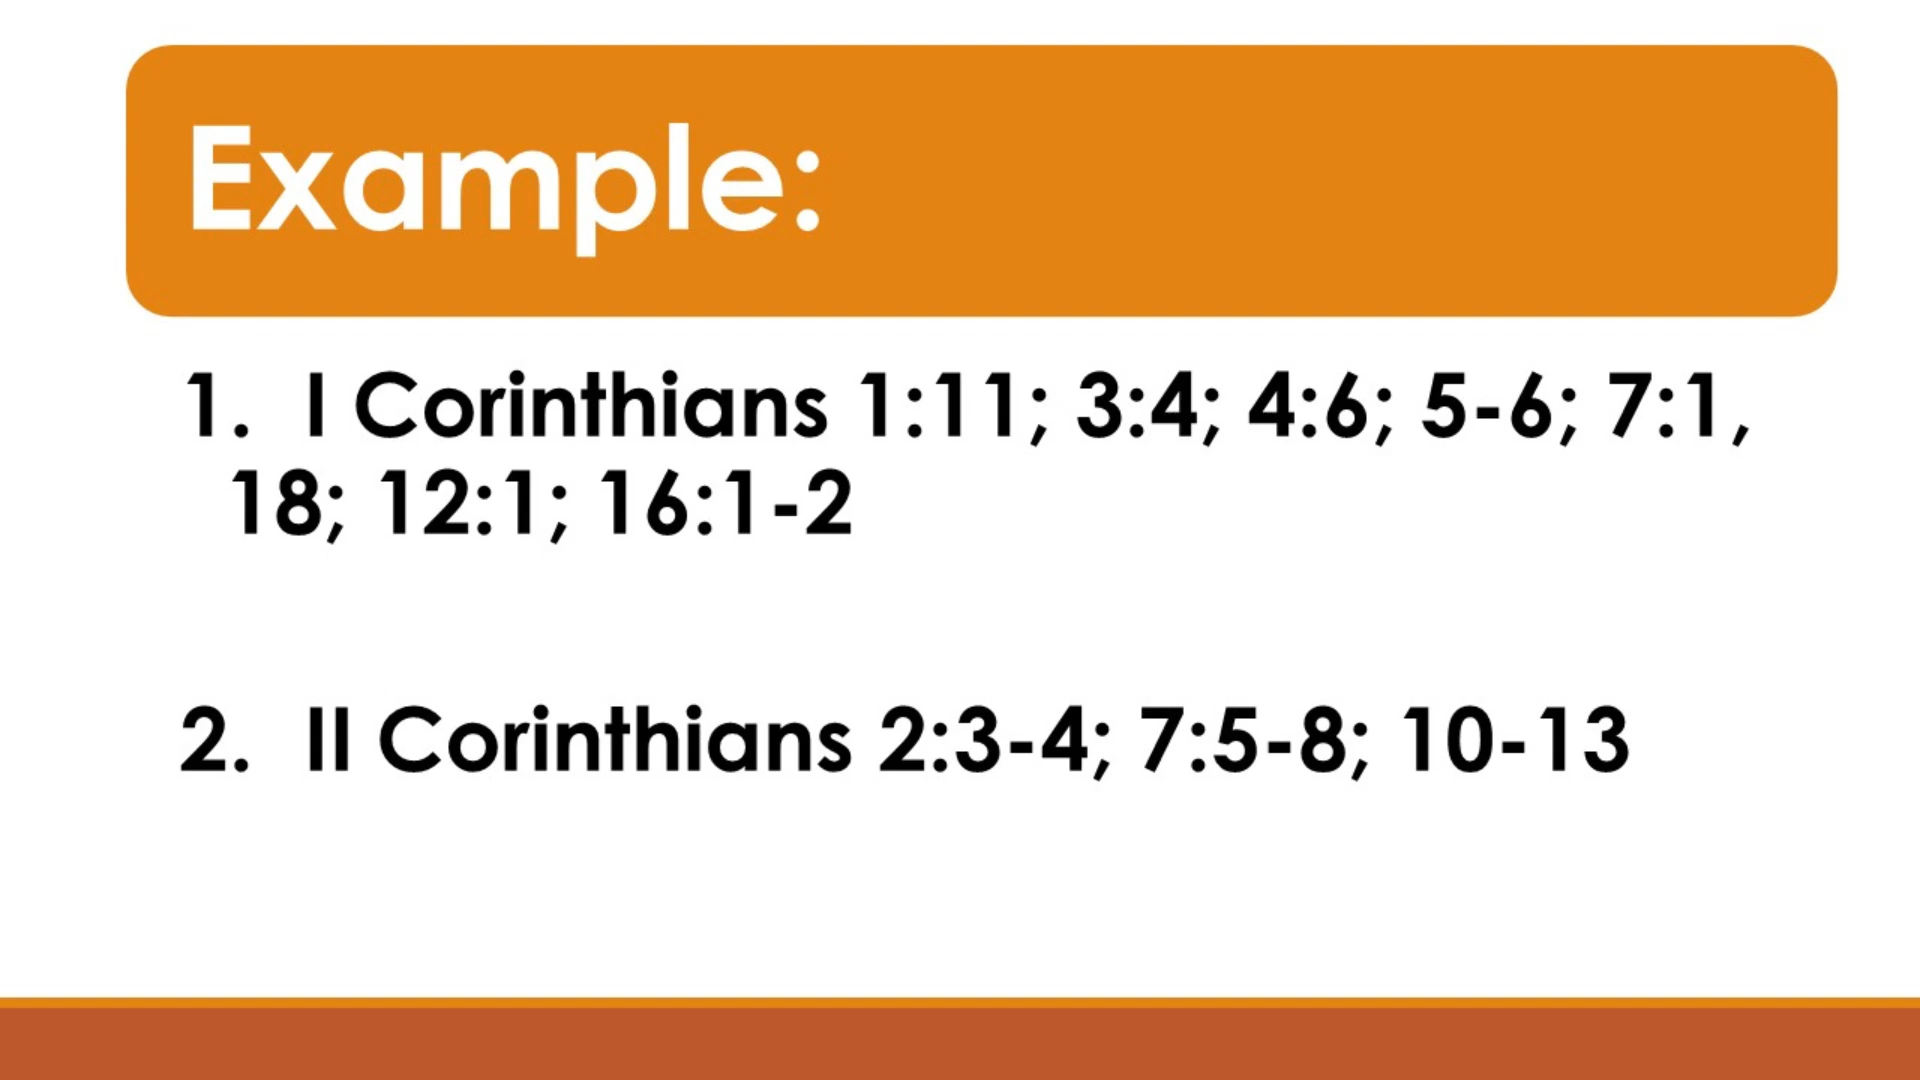 Example:
1. I Corinthians 1:11; 3:4; 4:6; 5-6; 7:1,
18; 12:1; 16:1-2
2. II Corinthians 2:3-4; 7:5-8; 10-13